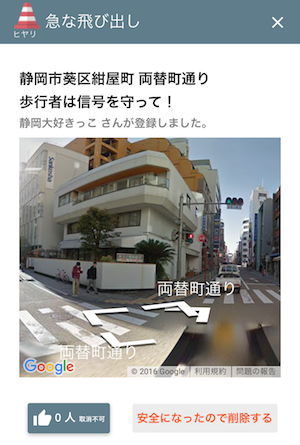 急な飛び出し
ヒヤリ
静岡市葵区紺屋町 両替町通り
歩行者は信号を守って！
静岡大好きっこ さんが登録しました。
両替町通り
両替町通り
Google
© 2016 Google
利用規約
問題の報告
0 人 取消不可
安全になったので削除する